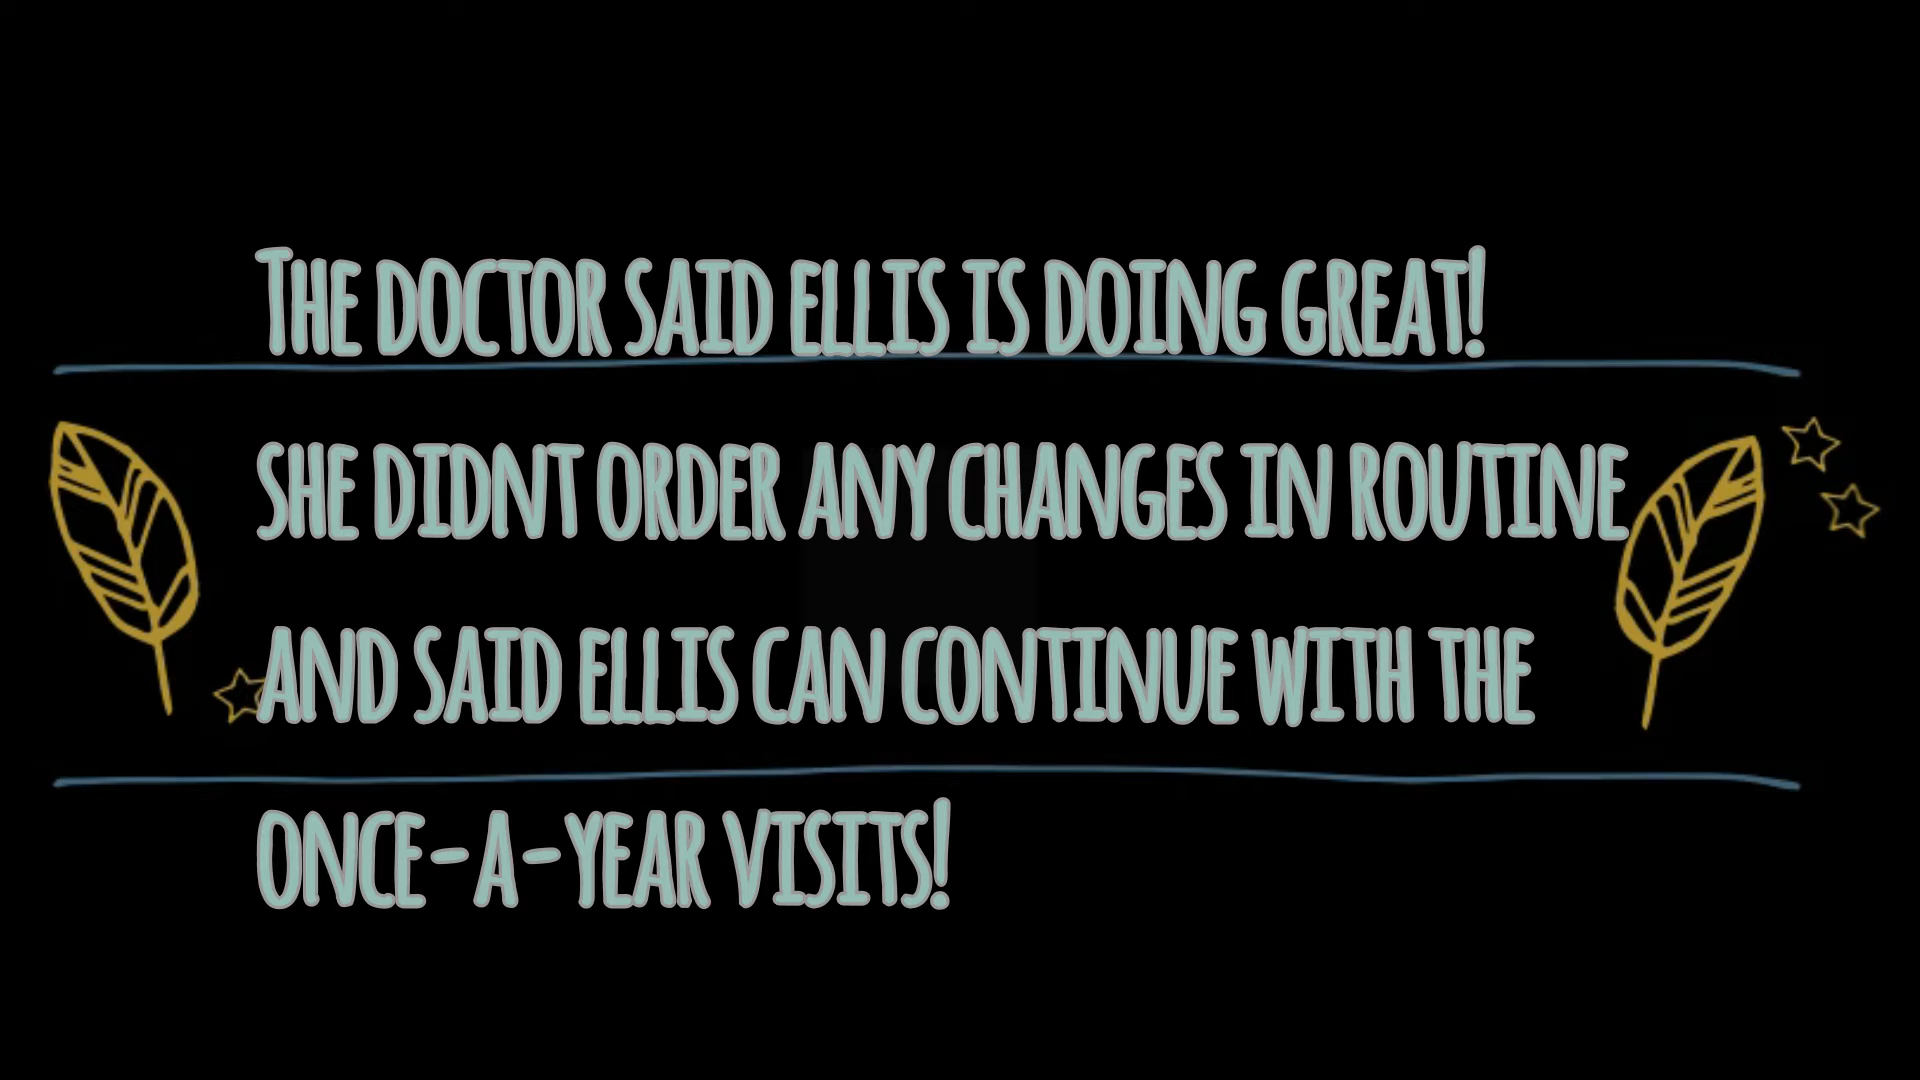 The doctor said Ellis is doing great!
She didnt order any changes in routine
and said Ellis can continue with the
once-a-year visits!